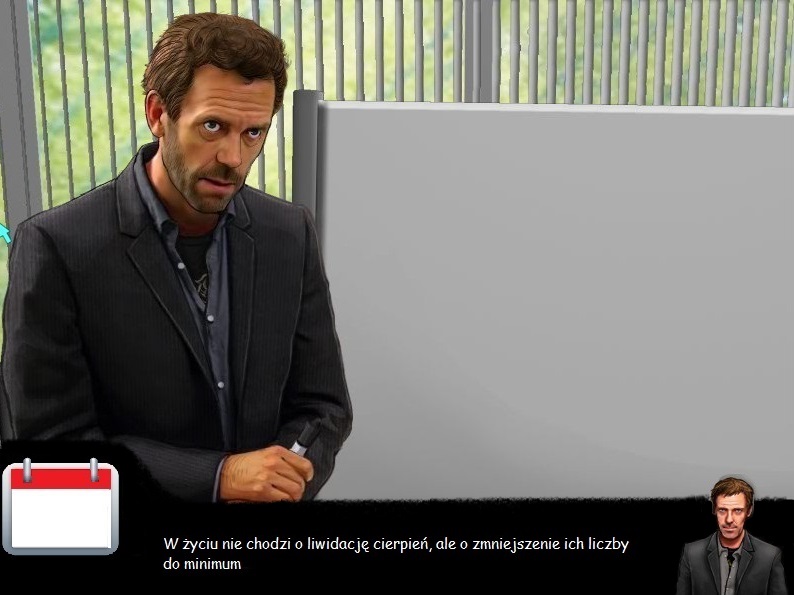 W życiu nie chodzi o liwidację cierpień, ale o zmniejszenie ich liczby
do minimum